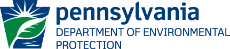 pennsylvania
DEPARTMENT OF ENVIRONMENTAL
PROTECTION